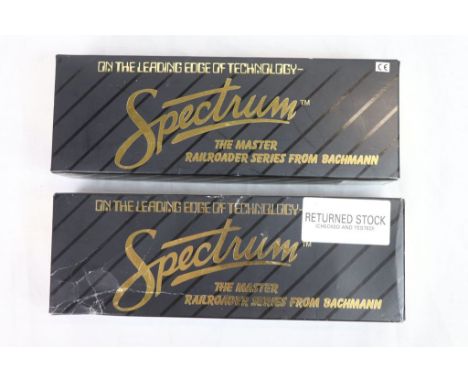 ON THE LEADING EDGE OF TECHNOLOGY-
CE
Spectrum™
THE MASTER
RAILROADER SERIES FROM BACHMANN
ON THE LEADING EDGE OF TECHNOLOGY-
RETURNED STOCK
(CHECKED AND TESTED)
Spectrum™
THE MASTER
RAILROADER SERIES FROM BACHMANN